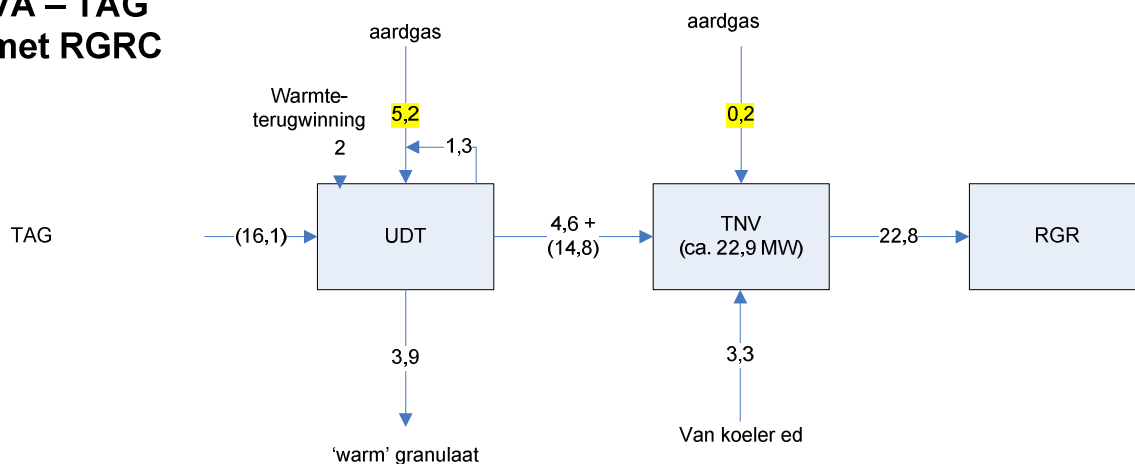 VA – TAG
met RGRC
aardgas
aardgas
Warmte-
terugwinning
2
5,2
0,2
1,3
TAG
(16,1)
UDT
4,6 +
(14,8)
TNV
(ca. 22,9 MW)
22,8
RGR
3,9
3,3
‘warm’ granulaat
Van koeler ed